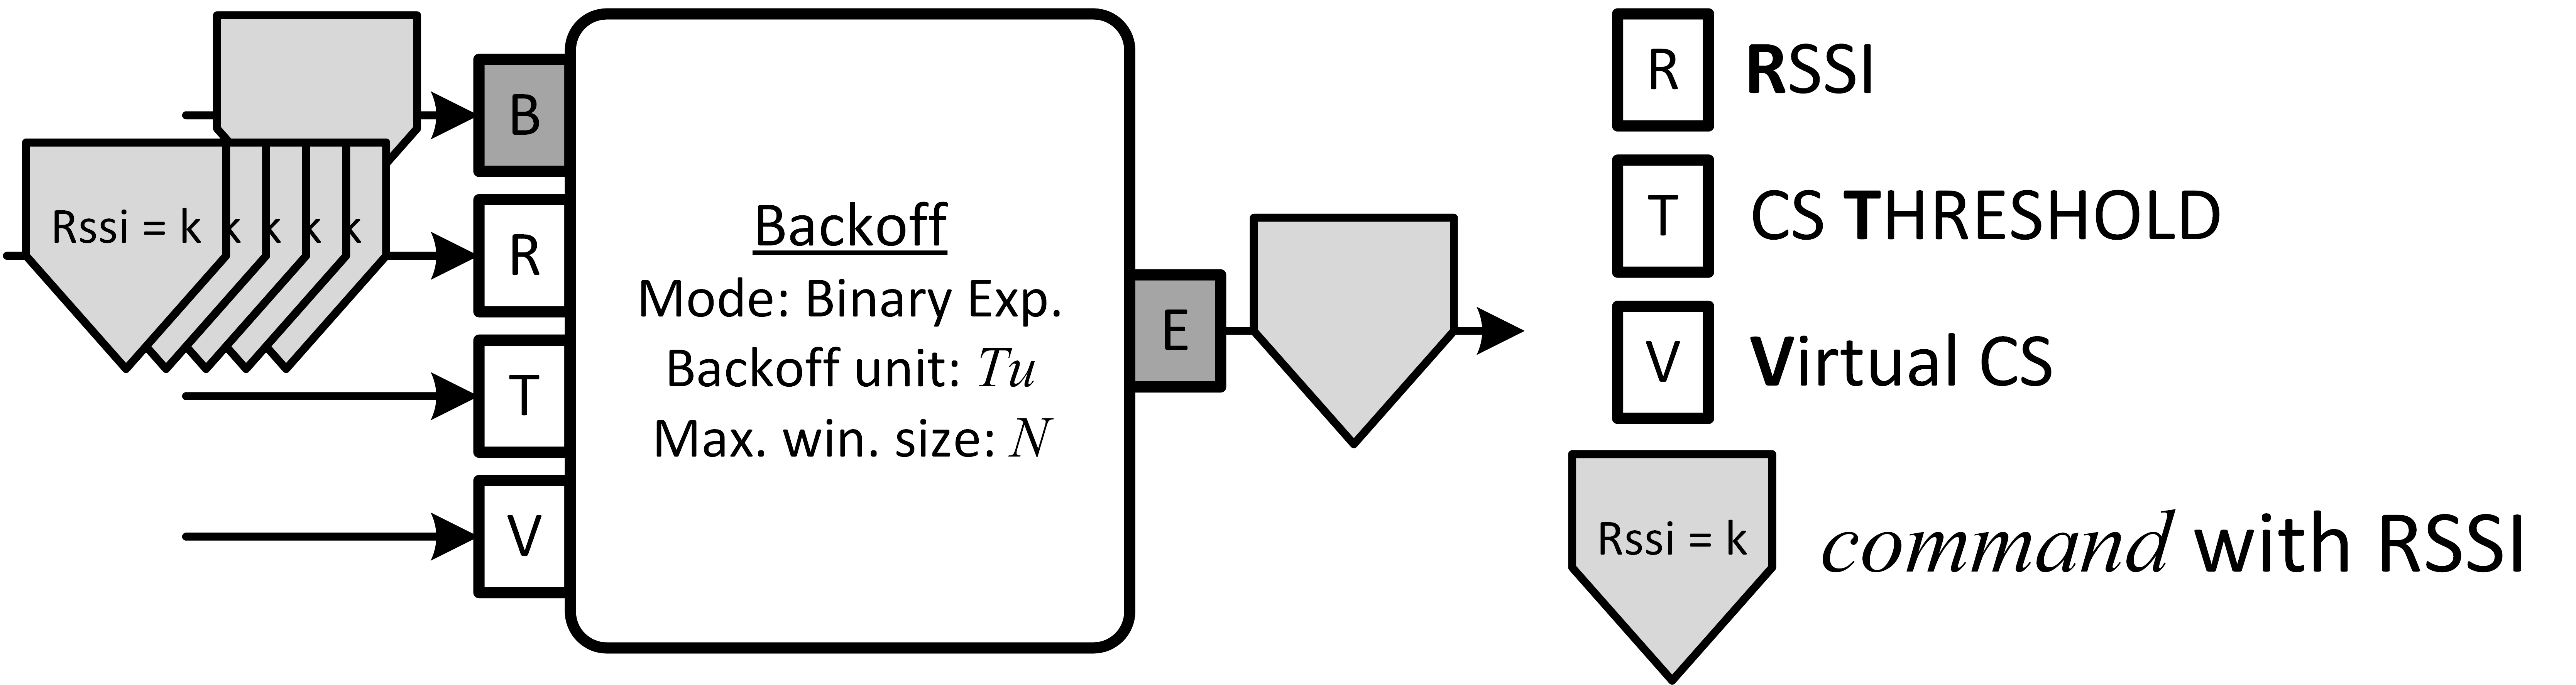 B
Rssi = k k k k k
R
T
V
Backoff
Mode: Binary Exp.
Backoff unit: Tu
Max. win. size: N
E
R RSSI
T CS THRESHOLD
V Virtual CS
Rssi = k command with RSSI